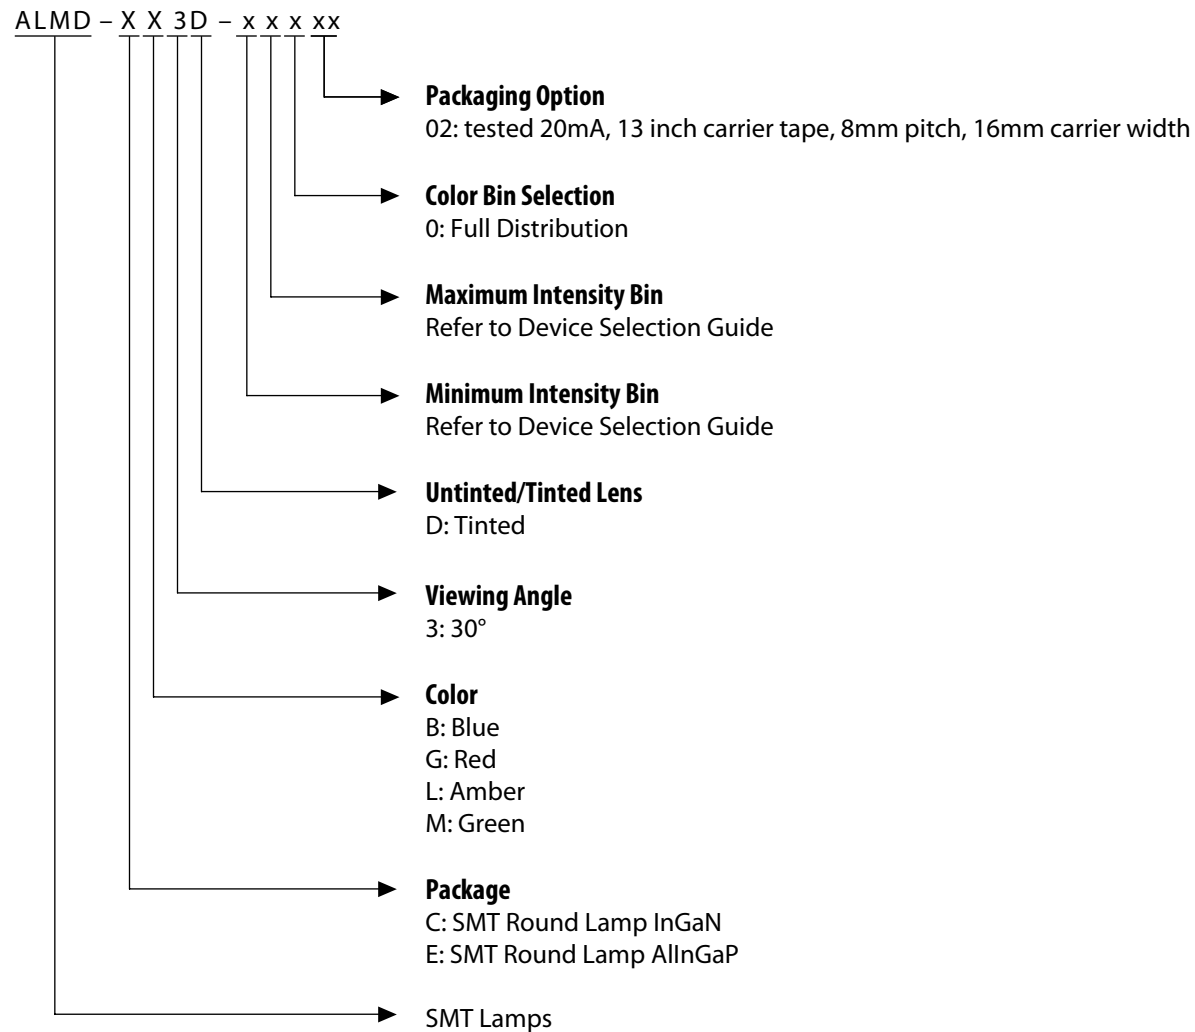 ALMD – X X 3D – x x x xx
Packaging Option
02: tested 20mA, 13 inch carrier tape, 8mm pitch, 16mm carrier width
Color Bin Selection
0: Full Distribution
Maximum Intensity Bin
Refer to Device Selection Guide
Minimum Intensity Bin
Refer to Device Selection Guide
Untinted/Tinted Lens
D: Tinted
Viewing Angle
3: 30°
Color
B: Blue
G: Red
L: Amber
M: Green
Package
C: SMT Round Lamp InGaN
E: SMT Round Lamp AlInGaP
SMT Lamps